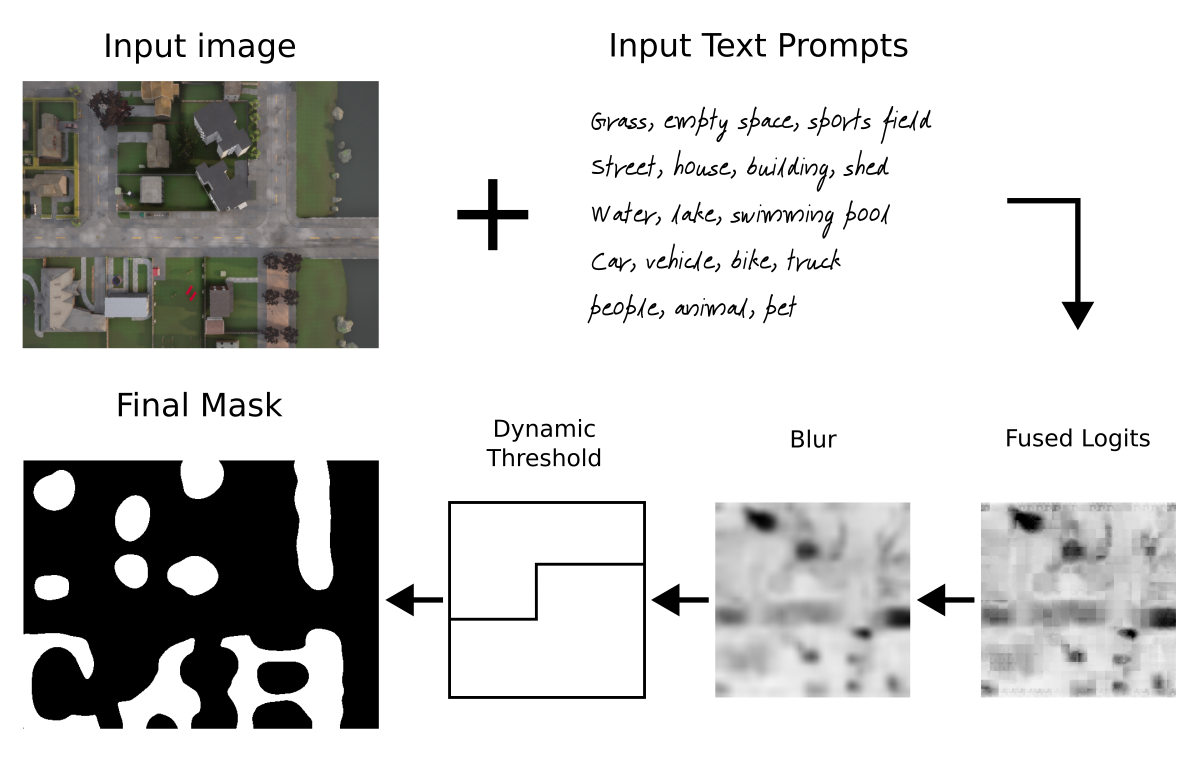 Input image
Input Text Prompts
Grass, empty space, sports field
Street, house, building, shed
Water, lake, swimming pool
Car, vehicle, bike, truck
people, animal, pet
Final Mask
Dynamic
Threshold
Blur
Fused Logits